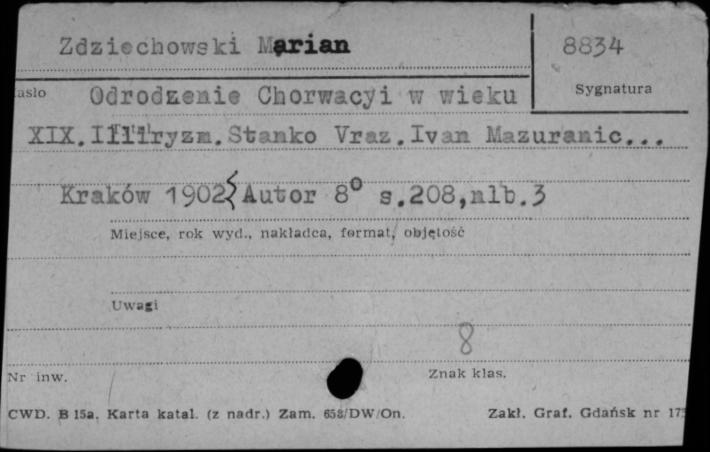 Zdziechowski Marian
8834
Sygnatura
asło Odrodzenie Chorwacyi w wieku
XIX. Illiryzm. Stanko Vraz. Ivan Mazuranic...
Kraków 1902 Autor 8° s.208,nlb.3
Miejsce, rok wyd., nakładca, format, objętość
Uwagi
8
Nr inw.
Znak klas.
CWD. B 15a. Karta katal. (z nadr.) Zam. 658/DW/On.
Zakł. Graf. Gdańsk nr 17